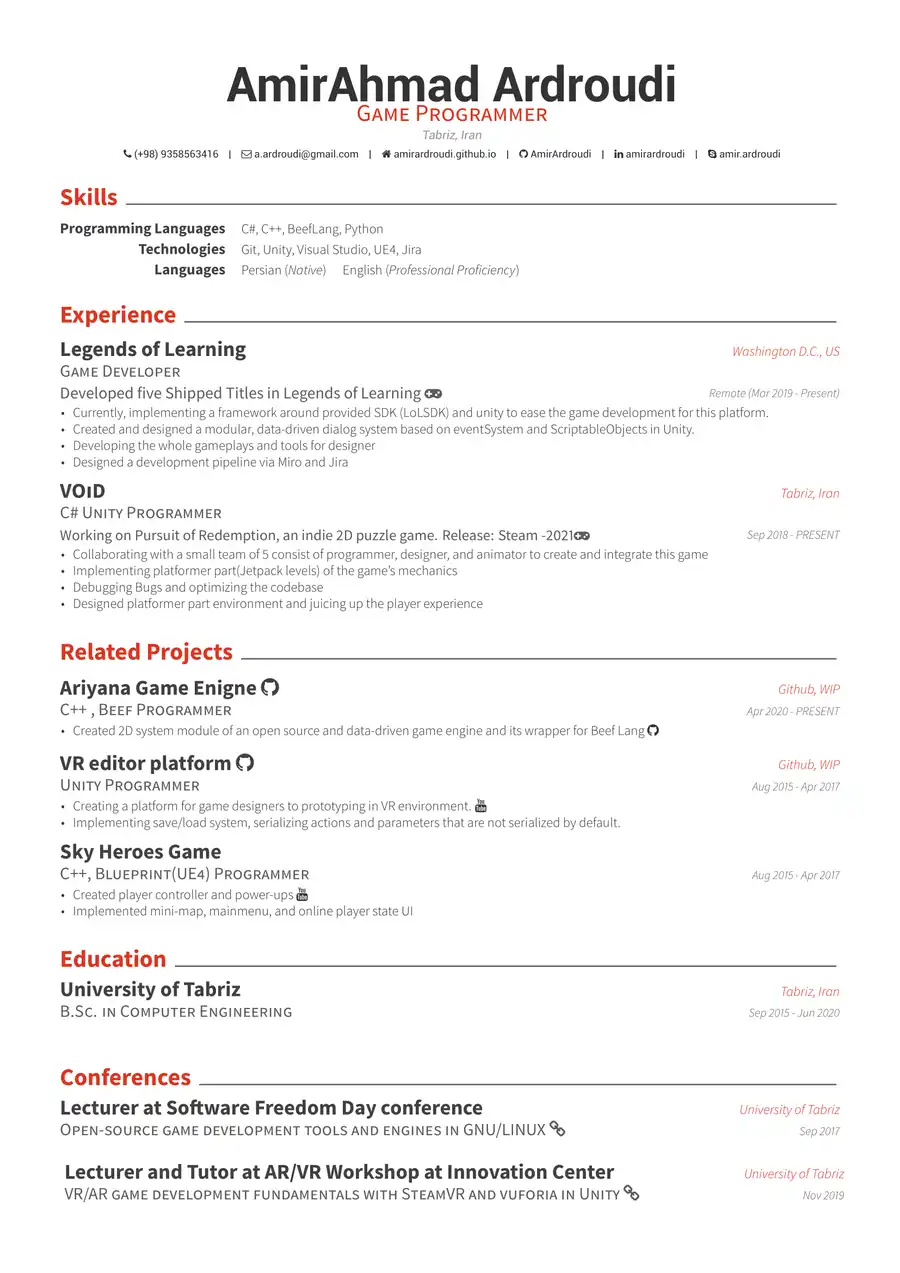 AmirAhmad Ardroudi
Game Programmer
Tabriz, Iran
(+98) 9358563416 | a.ardroudi@gmail.com | amirardroudi.github.io | AmirArdroudi | amirardroudi | amir.ardroudi
Skills
Programming Languages C#, C++, BeefLang, Python
Technologies Git, Unity, Visual Studio, UE4, Jira
Languages Persian (Native) English (Professional Proficiency)
Experience
Legends of Learning Washington D.C., US
Game Developer
Developed five Shipped Titles in Legends of Learning Remote (Mar 2019 - Present)
• Currently, implementing a framework around provided SDK (LoLSDK) and unity to ease the game development for this platform.
• Created and designed a modular, data-driven dialog system based on eventSystem and ScriptableObjects in Unity.
• Developing the whole gameplays and tools for designer
• Designed a development pipeline via Miro and Jira
VOID Tabriz, Iran
C# Unity Programmer
Working on Pursuit of Redemption, an indie 2D puzzle game. Release: Steam -2021 Sep 2018 - PRESENT
• Collaborating with a small team of 5 consist of programmer, designer, and animator to create and integrate this game
• Implementing platformer part(Jetpack levels) of the game's mechanics
• Debugging Bugs and optimizing the codebase
• Designed platformer part environment and juicing up the player experience
Related Projects
Ariyana Game Enigne Github, WIP
C++ , Beef Programmer Apr 2020 - PRESENT
• Created 2D system module of an open source and data-driven game engine and its wrapper for Beef Lang
VR editor platform Github, WIP
Unity Programmer Aug 2015 - Apr 2017
• Creating a platform for game designers to prototyping in VR environment. You Tube
• Implementing save/load system, serializing actions and parameters that are not serialized by default.
Sky Heroes Game
C++, Blueprint(UE4) Programmer Aug 2015 - Apr 2017
• Created player controller and power-ups You Tube
• Implemented mini-map, mainmenu, and online player state UI
Education
University of Tabriz Tabriz, Iran
B.Sc. in Computer Engineering Sep 2015 - Jun 2020
Conferences
Lecturer at Software Freedom Day conference University of Tabriz
Open-source game development tools and engines in GNU/LINUX Sep 2017
Lecturer and Tutor at AR/VR Workshop at Innovation Center University of Tabriz
VR/AR game development fundamentals with SteamVR and vuforia in Unity Nov 2019